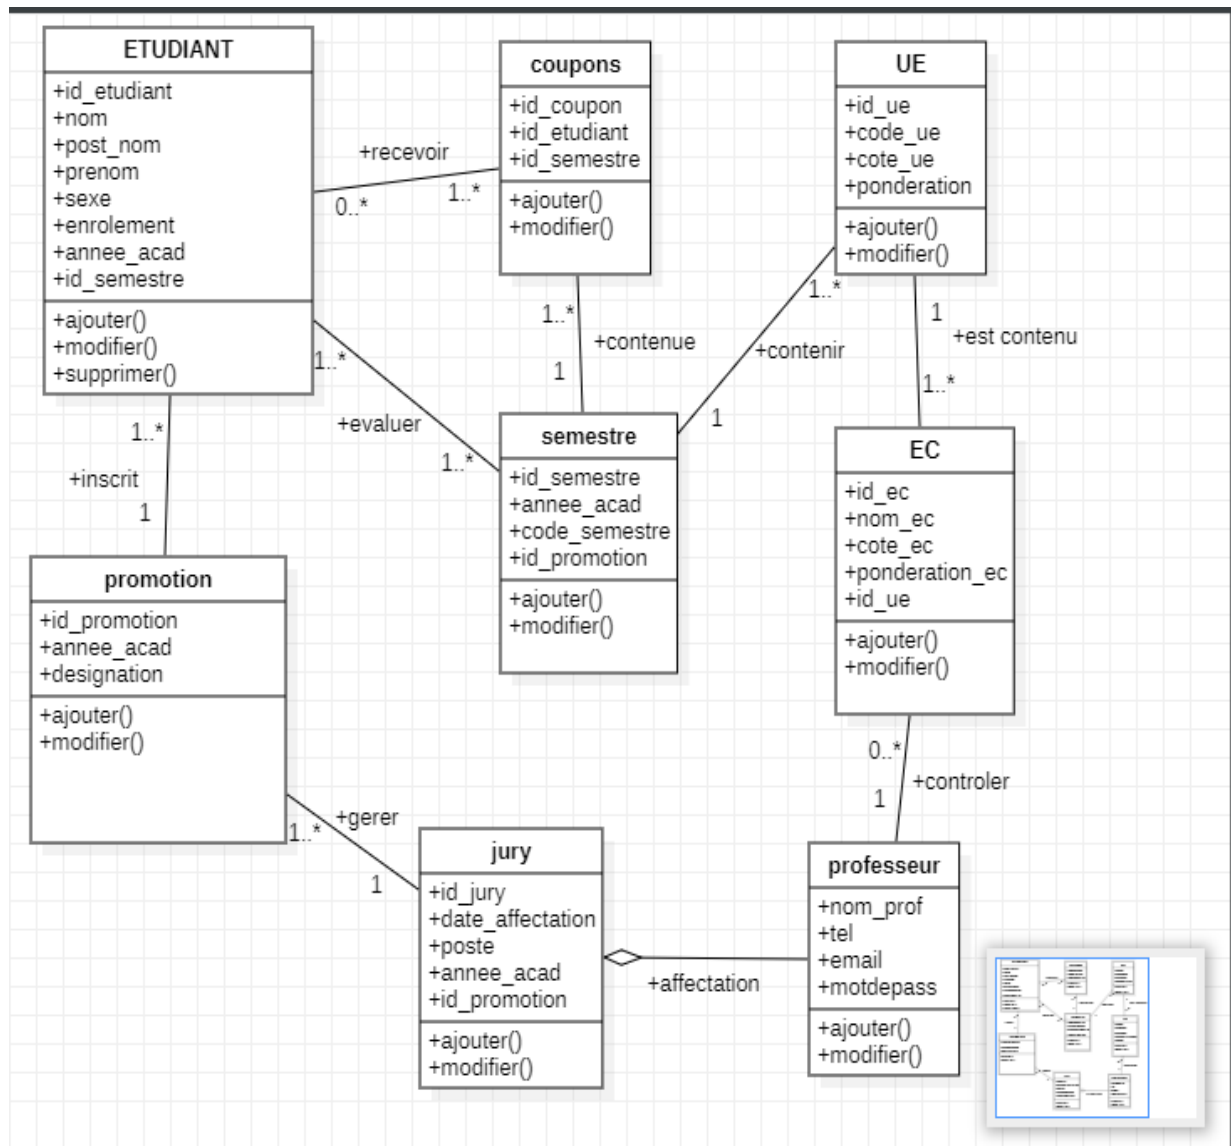 ETUDIANT
+id_etudiant
+nom
+post_nom
+prenom
+sexe
+enrolement
+annee_acad
+id_semestre
+ajouter()
+modifier()
+supprimer()
+recevoir
0..*
1..*
coupons
+id_coupon
+id_etudiant
+id_semestre
+ajouter()
+modifier()
UE
+id_ue
+code_ue
+cote_ue
+ponderation
+ajouter()
+modifier()
1..*
+contenue
1
1..*
+contenir
1
1
+est contenu
1..*
1..*
+evaluer
1..*
1..*
+inscrit
1
semestre
+id_semestre
+annee_acad
+code_semestre
+id_promotion
+ajouter()
+modifier()
EC
+id_ec
+nom_ec
+cote_ec
+ponderation_ec
+id_ue
+ajouter()
+modifier()
promotion
+id_promotion
+annee_acad
+designation
+ajouter()
+modifier()
0..*
+controler
1
1..*
+gerer
1
jury
+id_jury
+date_affectation
+poste
+annee_acad
+id_promotion
+ajouter()
+modifier()
+affectation
professeur
+nom_prof
+tel
+email
+motdepass
+ajouter()
+modifier()